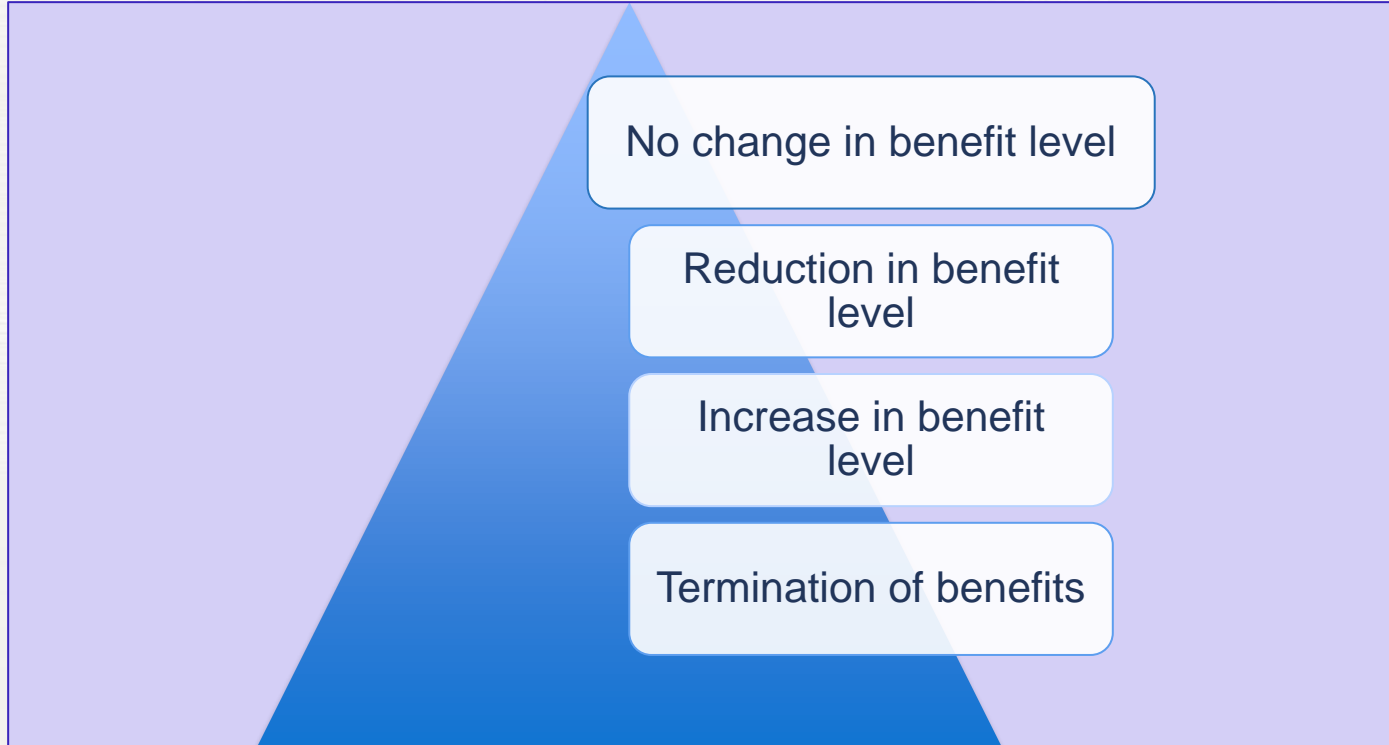 No change in benefit level
Reduction in benefit
level
Increase in benefit
level
Termination of benefits